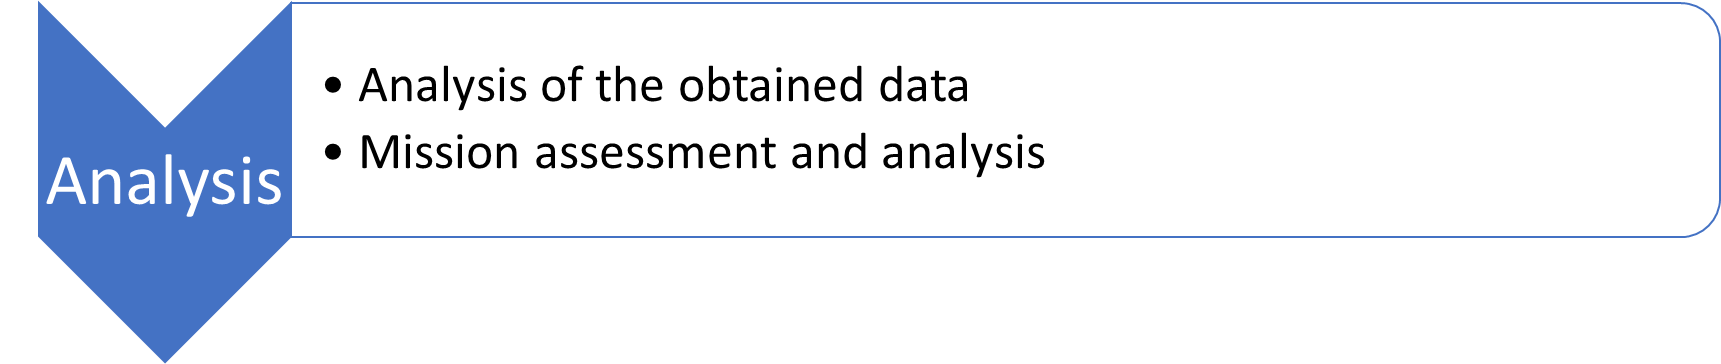 Analysis
• Analysis of the obtained data
• Mission assessment and analysis